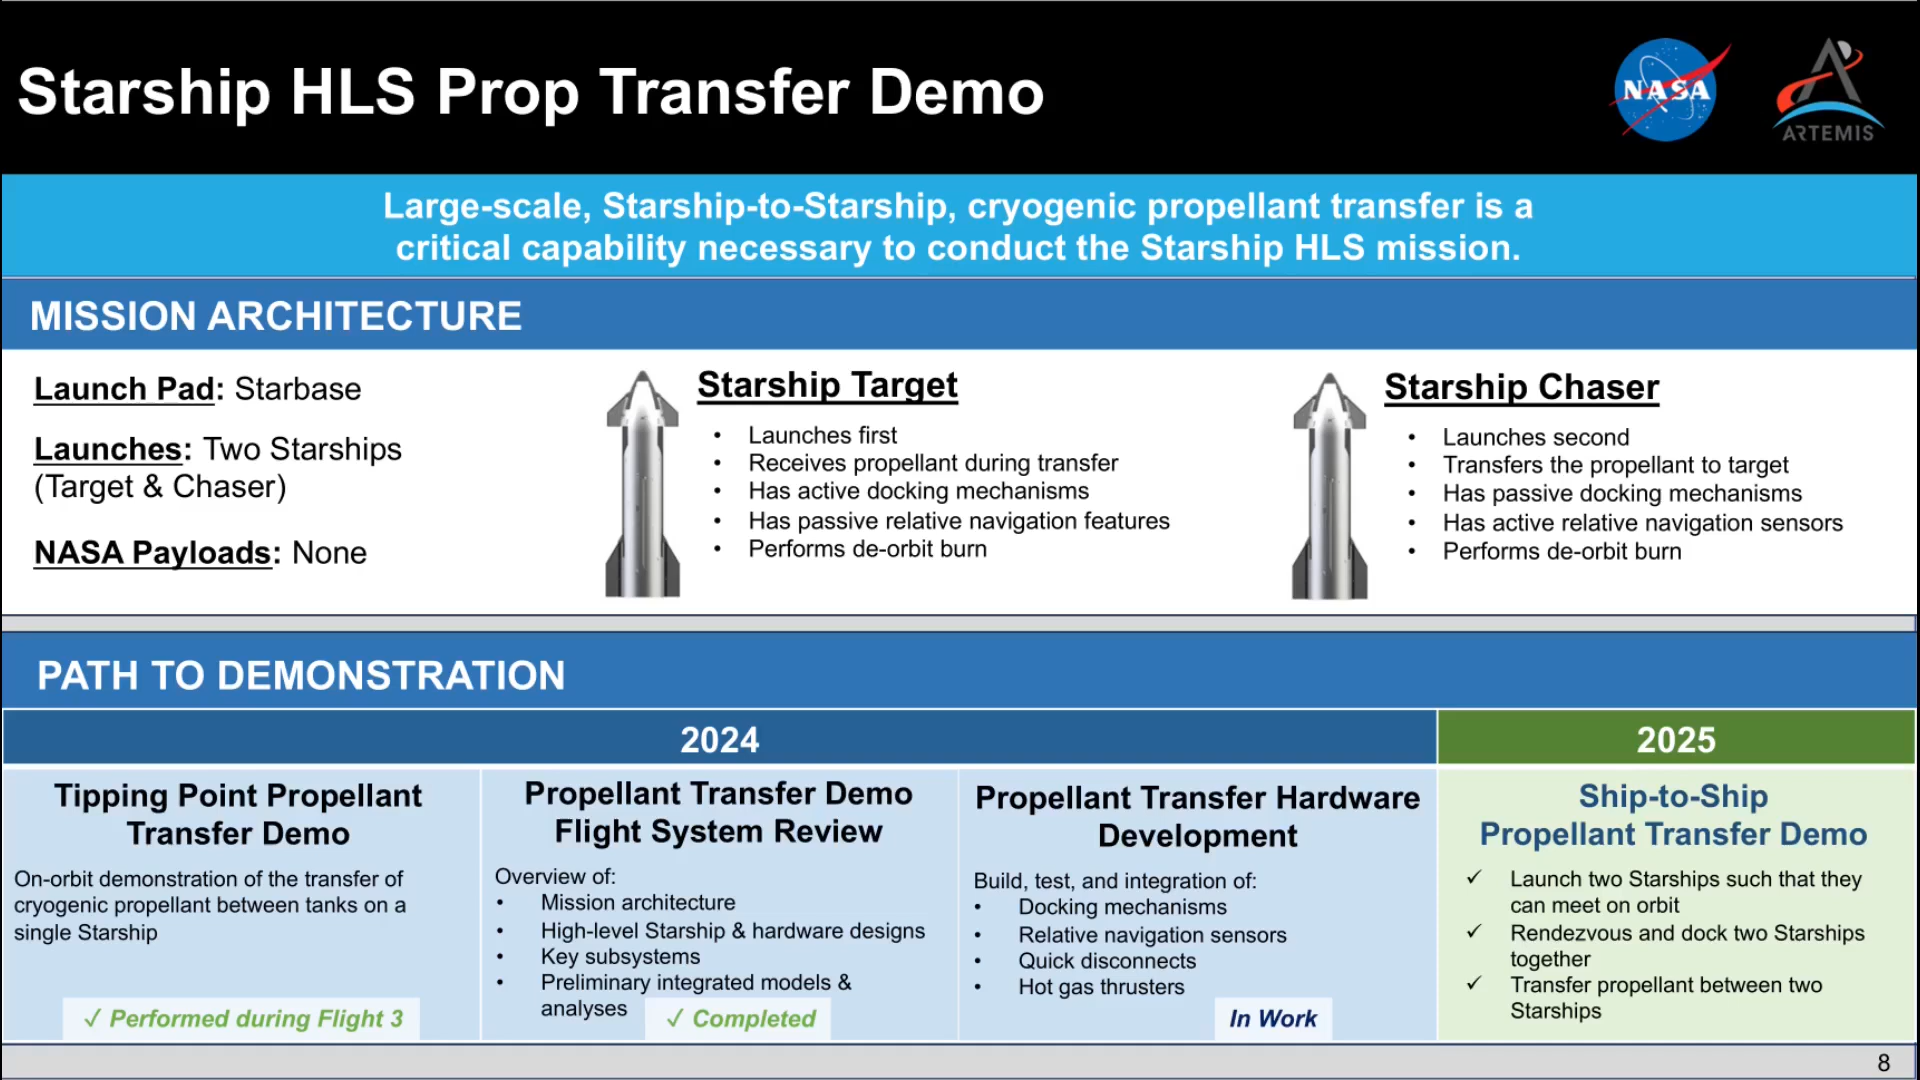 Starship HLS Prop Transfer Demo
NASA
ARTEMIS
Large-scale, Starship-to-Starship, cryogenic propellant transfer is a
critical capability necessary to conduct the Starship HLS mission.
MISSION ARCHITECTURE
Launch Pad: Starbase
Launches: Two Starships
(Target & Chaser)
NASA Payloads: None
Starship Target
• Launches first
• Receives propellant during transfer
• Has active docking mechanisms
• Has passive relative navigation features
• Performs de-orbit burn
Starship Chaser
• Launches second
• Transfers the propellant to target
• Has passive docking mechanisms
• Has active relative navigation sensors
• Performs de-orbit burn
PATH TO DEMONSTRATION
2024
2025
Tipping Point Propellant
Transfer Demo
On-orbit demonstration of the transfer of
cryogenic propellant between tanks on a
single Starship
✓ Performed during Flight 3
Propellant Transfer Demo
Flight System Review
Overview of:
• Mission architecture
• High-level Starship & hardware designs
• Key subsystems
• Preliminary integrated models &
analyses
✓ Completed
Propellant Transfer Hardware
Development
Build, test, and integration of:
• Docking mechanisms
• Relative navigation sensors
• Quick disconnects
• Hot gas thrusters
In Work
Ship-to-Ship
Propellant Transfer Demo
✓ Launch two Starships such that they
can meet on orbit
✓ Rendezvous and dock two Starships
together
✓ Transfer propellant between two
Starships
8